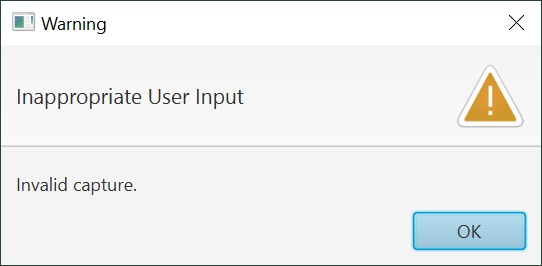 Warning
Inappropriate User Input
Invalid capture.
OK